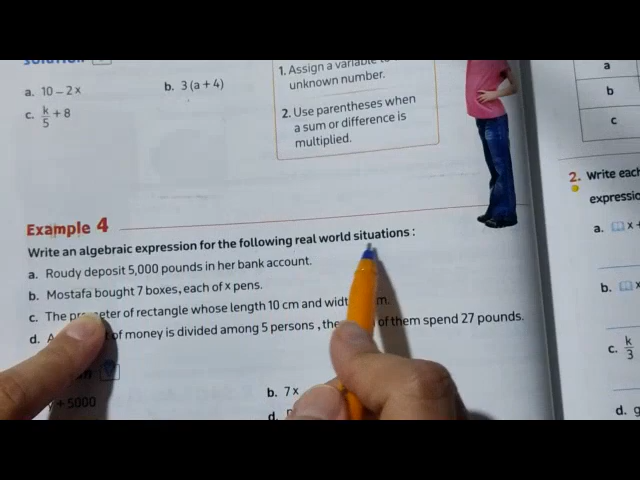 solution
a. 10 – 2x
b. 3 (a + 4)
c. k/5 + 8
1. Assign a variable to
unknown number.
2. Use parentheses when
a sum or difference is
multiplied.
Example 4
Write an algebraic expression for the following real world situations :
a. Roudy deposit 5,000 pounds in her bank account.
b. Mostafa bought 7 boxes, each of x pens.
c. The eter of rectangle whose length 10 cm and widt m.
d. A t of money is divided among 5 persons , the of them spend 27 pounds.
+ 5000
b. 7x
d.
a
b
c
2. Write each
expressio
a. x +
b. x
c. k/3
d. g